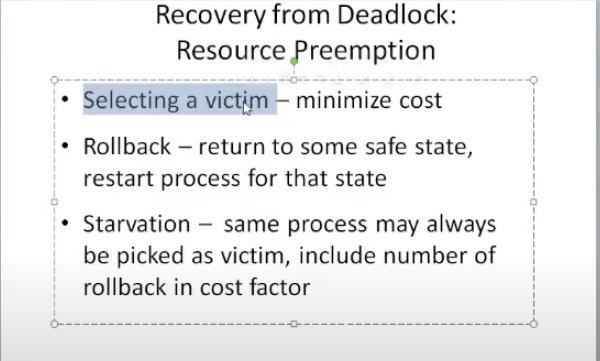 Recovery from Deadlock:
Resource Preemption
• Selecting a victim – minimize cost
• Rollback – return to some safe state,
restart process for that state
• Starvation – same process may always
be picked as victim, include number of
rollback in cost factor